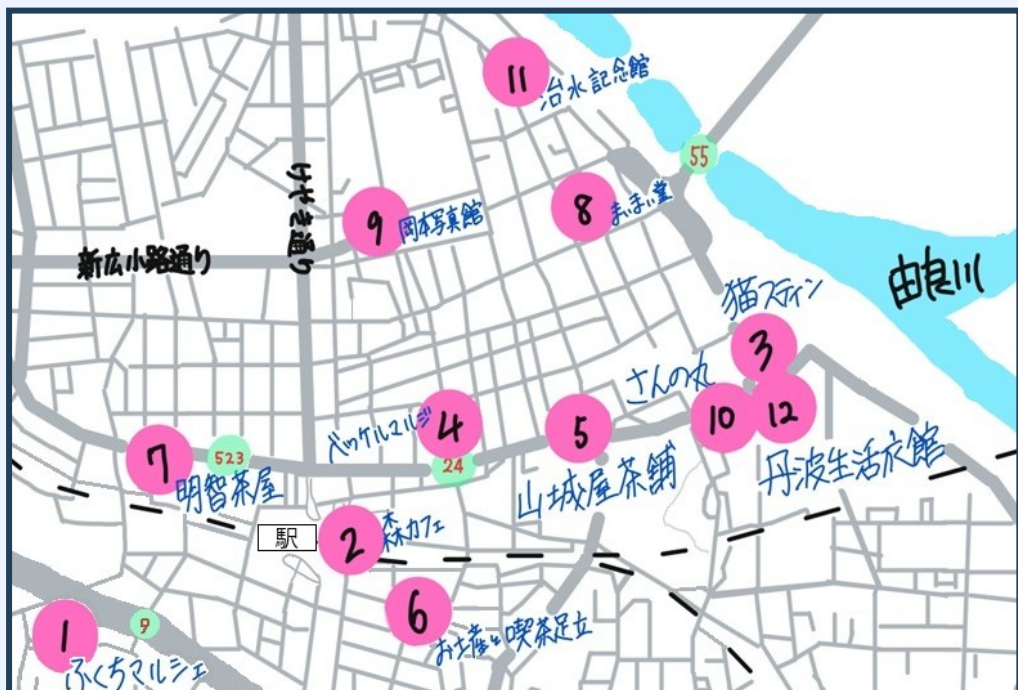 11
治水記念館
55
けやき通り
9
岡本写真館
8
まいまい堂
新広小路通り
由良川
猫スティン
3
さんの丸
10
12
ベッケルマルジ
4
5
24
7
523
明智茶屋
山城屋茶舗
丹波生活衣館
駅
2
森カフェ
6
お土産と喫茶足立
1
9
ふくちマルシェ